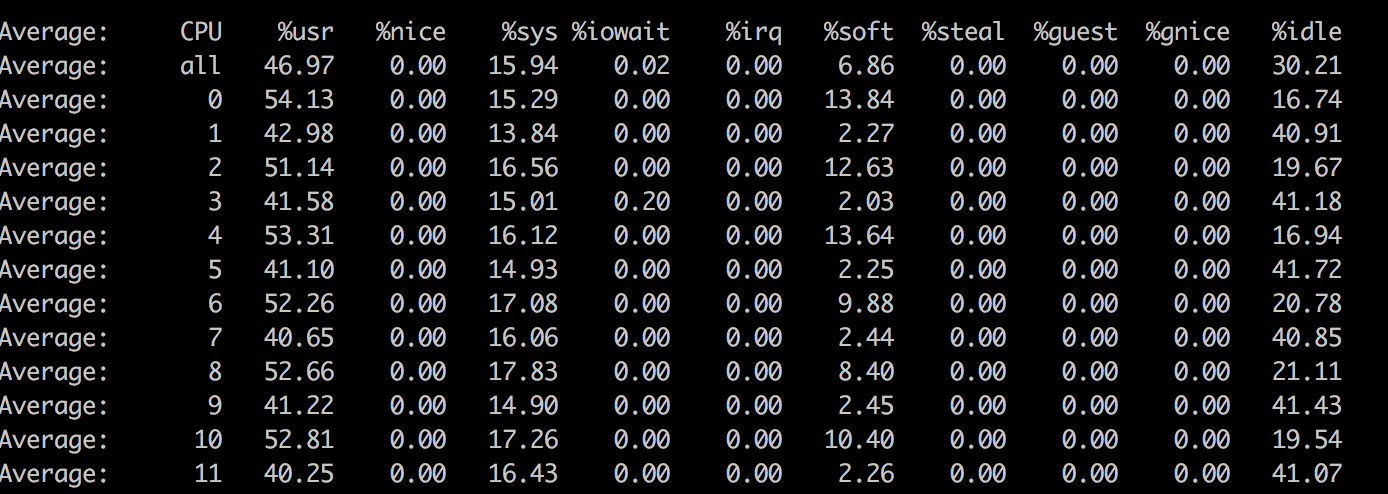 Average: CPU %usr %nice %sys %iowait %irq %soft %steal %guest %gnice %idle
Average: all 46.97 0.00 15.94 0.02 0.00 6.86 0.00 0.00 0.00 30.21
Average: 0 54.13 0.00 15.29 0.00 0.00 13.84 0.00 0.00 0.00 16.74
Average: 1 42.98 0.00 13.84 0.00 0.00 2.27 0.00 0.00 0.00 40.91
Average: 2 51.14 0.00 16.56 0.00 0.00 12.63 0.00 0.00 0.00 19.67
Average: 3 41.58 0.00 15.01 0.20 0.00 2.03 0.00 0.00 0.00 41.18
Average: 4 53.31 0.00 16.12 0.00 0.00 13.64 0.00 0.00 0.00 16.94
Average: 5 41.10 0.00 14.93 0.00 0.00 2.25 0.00 0.00 0.00 41.72
Average: 6 52.26 0.00 17.08 0.00 0.00 9.88 0.00 0.00 0.00 20.78
Average: 7 40.65 0.00 16.06 0.00 0.00 2.44 0.00 0.00 0.00 40.85
Average: 8 52.66 0.00 17.83 0.00 0.00 8.40 0.00 0.00 0.00 21.11
Average: 9 41.22 0.00 14.90 0.00 0.00 2.45 0.00 0.00 0.00 41.43
Average: 10 52.81 0.00 17.26 0.00 0.00 10.40 0.00 0.00 0.00 19.54
Average: 11 40.25 0.00 16.43 0.00 0.00 2.26 0.00 0.00 0.00 41.07